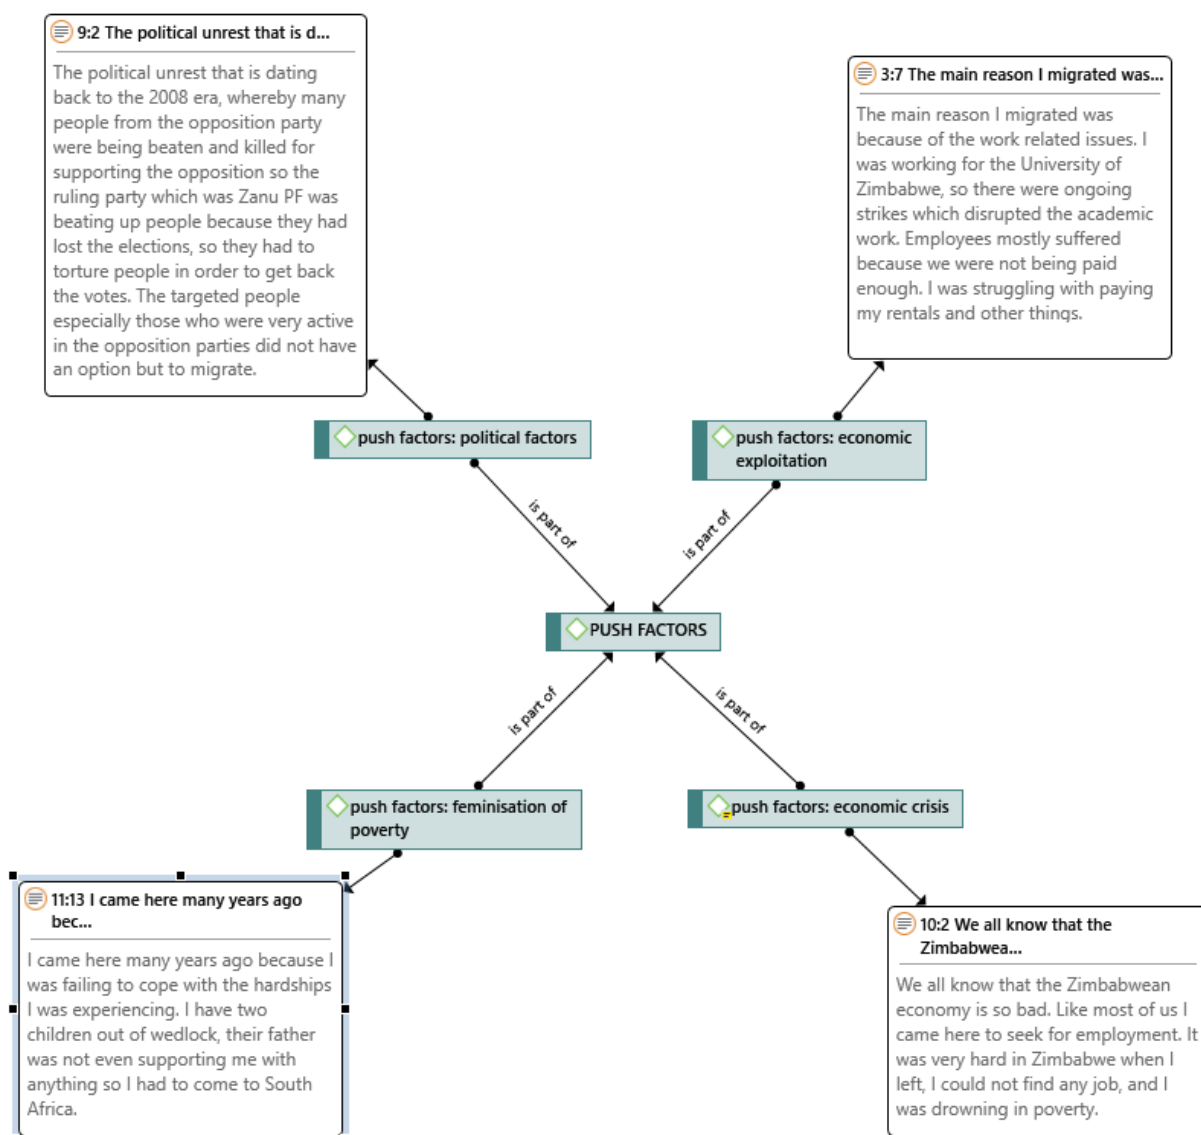 9:2 The political unrest that is d...
The political unrest that is dating
back to the 2008 era, whereby many
people from the opposition party
were being beaten and killed for
supporting the opposition so the
ruling party which was Zanu PF was
beating up people because they had
lost the elections, so they had to
torture people in order to get back
the votes. The targeted people
especially those who were very active
in the opposition parties did not have
an option but to migrate.
3:7 The main reason I migrated was...
The main reason I migrated was
because of the work related issues. I
was working for the University of
Zimbabwe, so there were ongoing
strikes which disrupted the academic
work. Employees mostly suffered
because we were not being paid
enough. I was struggling with paying
my rentals and other things.
push factors: political factors
push factors: economic
exploitation
is part of
is part of
PUSH FACTORS
is part of
is part of
push factors: feminisation of
poverty
push factors: economic crisis
11:13 I came here many years ago
bec...
I came here many years ago because I
was failing to cope with the hardships
I was experiencing. I have two
children out of wedlock, their father
was not even supporting me with
anything so I had to come to South
Africa.
10:2 We all know that the
Zimbabwea...
We all know that the Zimbabwean
economy is so bad. Like most of us I
came here to seek for employment. It
was very hard in Zimbabwe when I
left, I could not find any job, and I
was drowning in poverty.